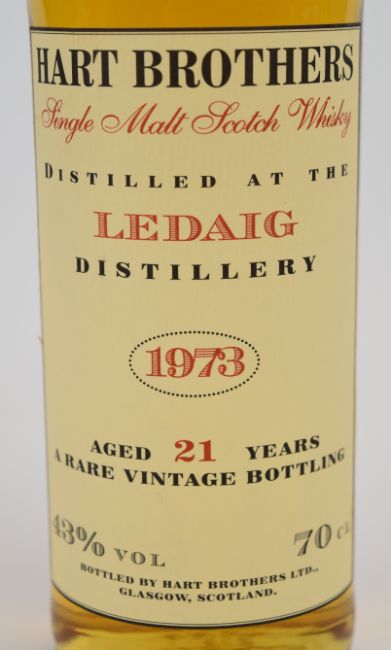 HART BROTHERS
Single Malt Scotch Whisky
DISTILLED AT THE
LEDAIG
DISTILLERY
1973
AGED 21 YEARS
A RARE VINTAGE BOTTLING
43% VOL 70 CL
BOTTLED BY HART BROTHERS LTD.,
GLASGOW, SCOTLAND.